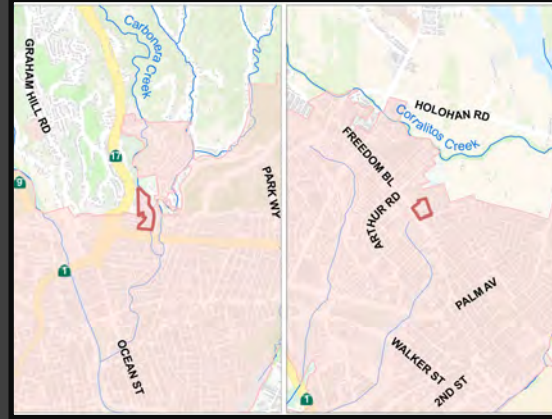 GRAHAM HILL RD
Carbonera
Creek
17
9
PARK WY
1
OCEAN ST
HOLOHAN RD
Corralitos Creek
FREEDOM BL
ARTHUR RD
PALM AV
WALKER ST
2ND ST
1